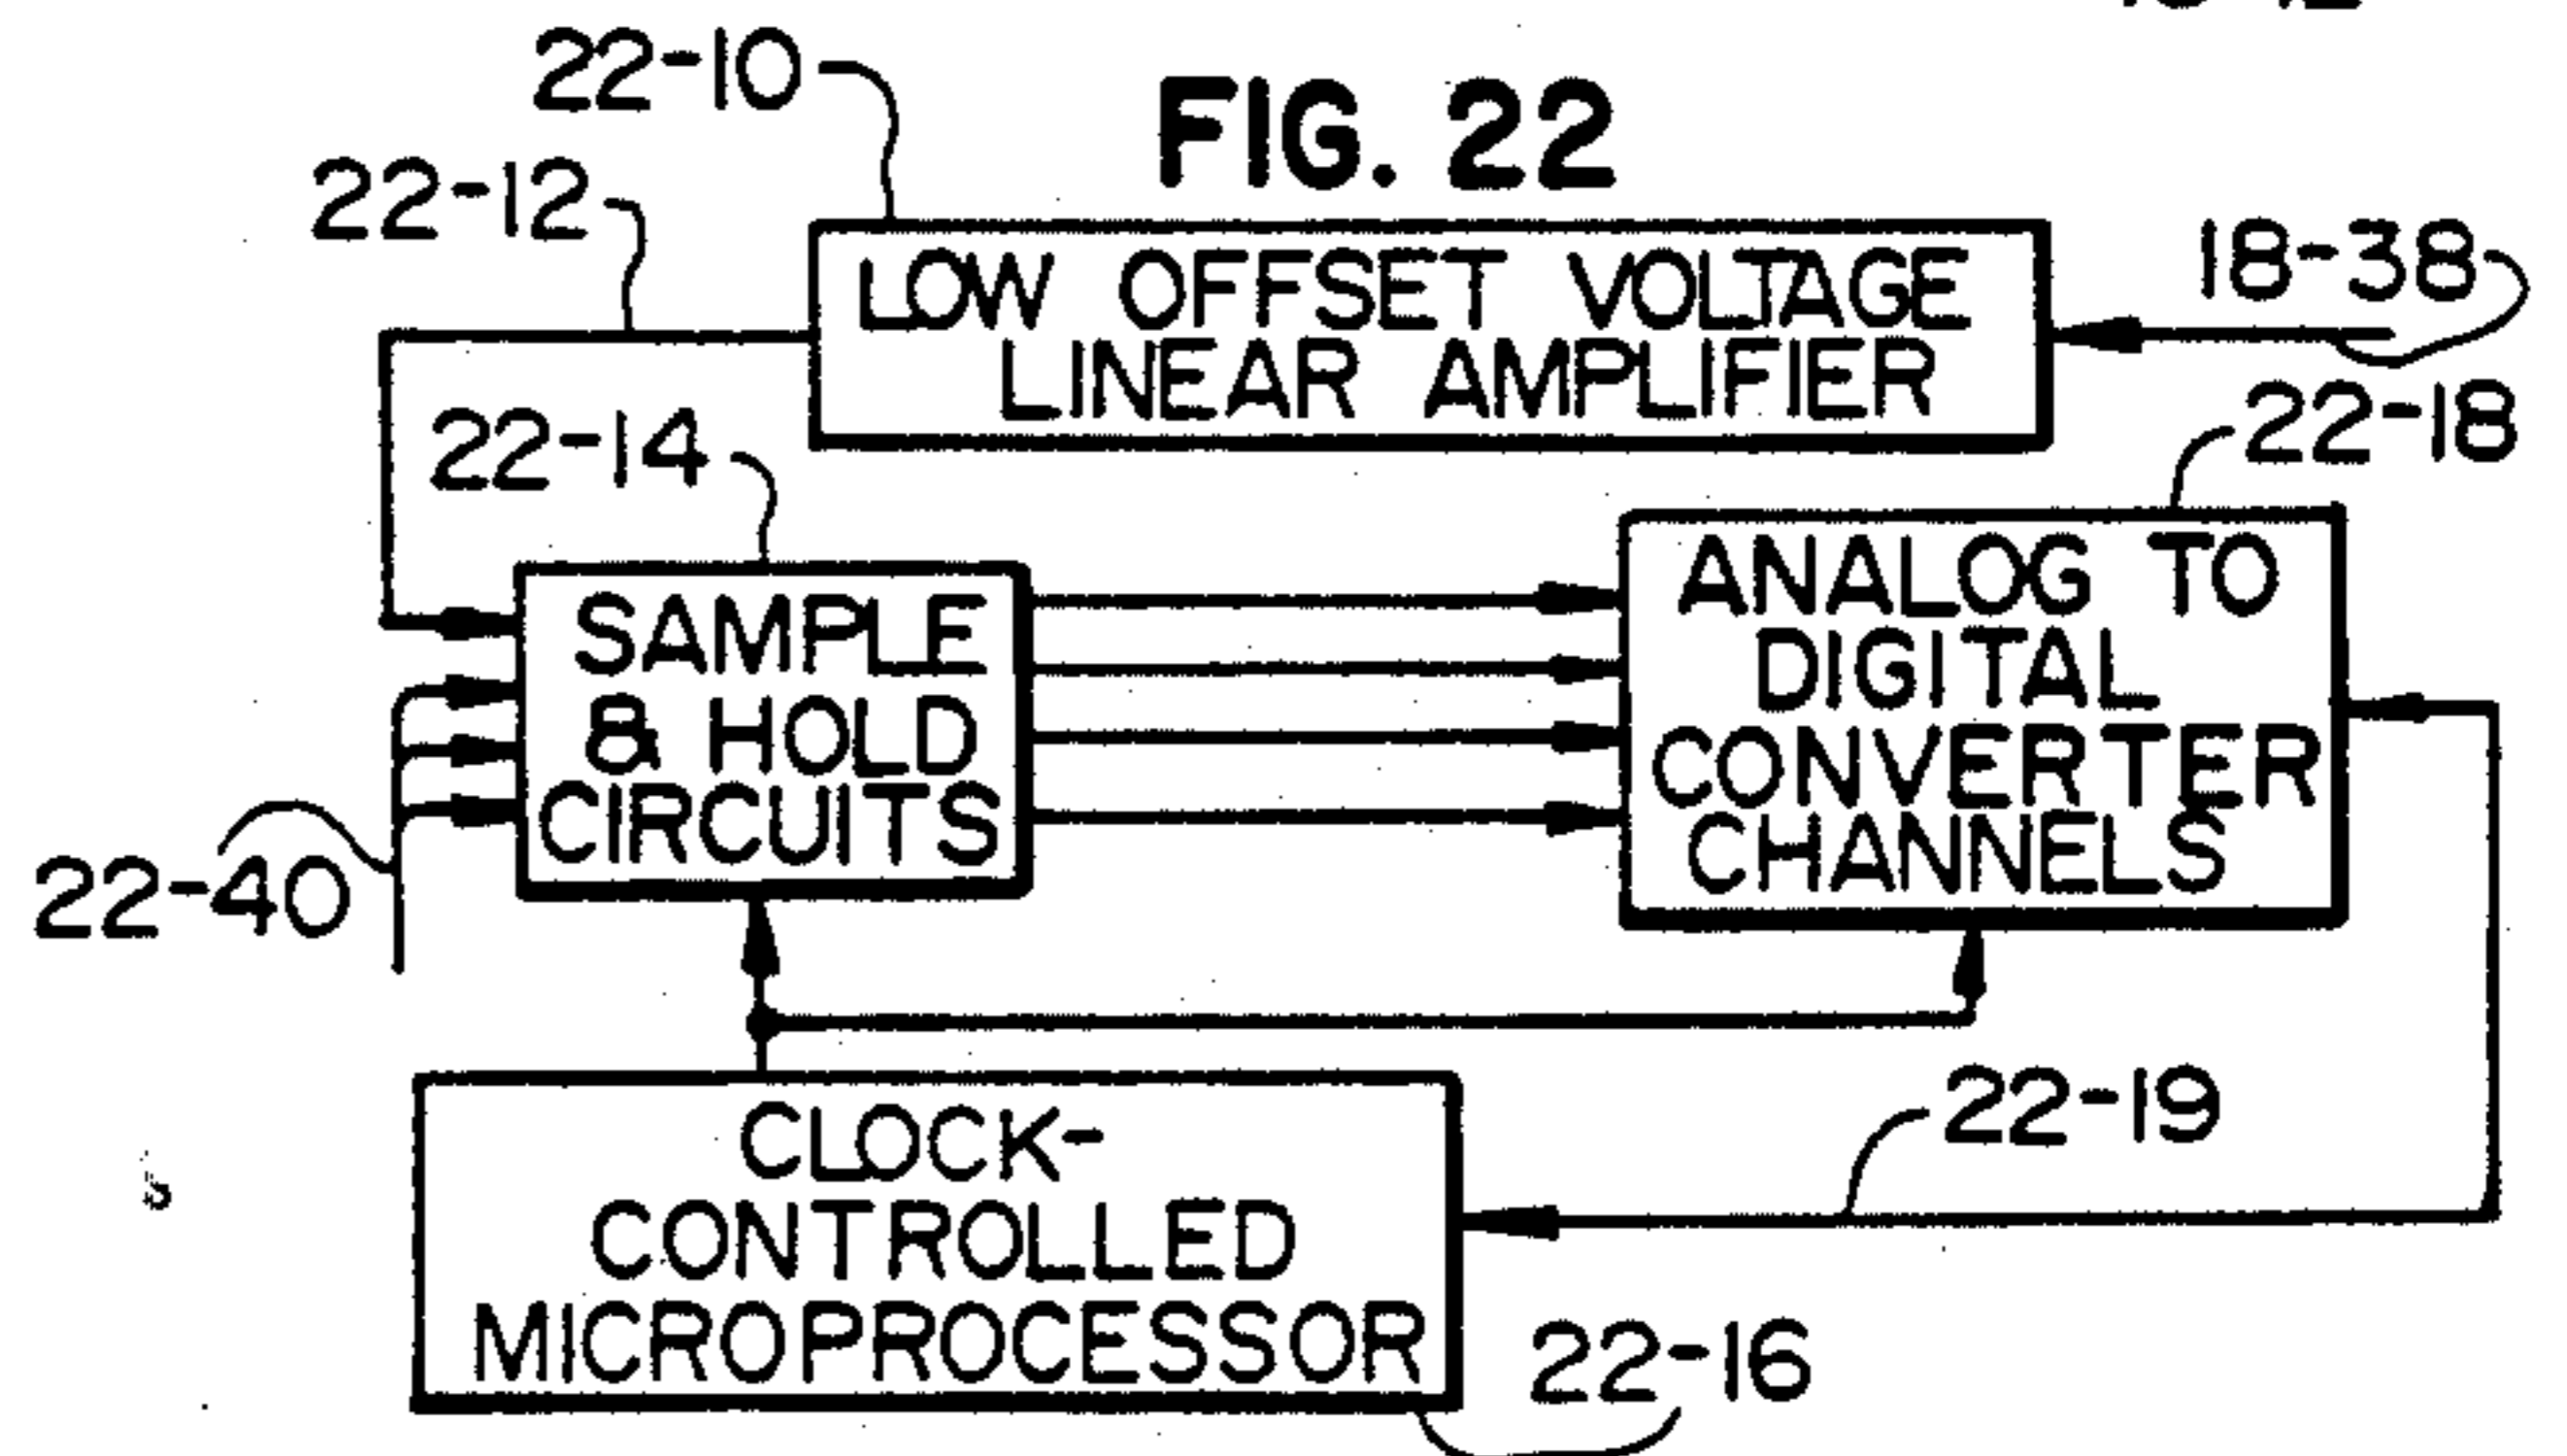 22-10
FIG. 22
22-12
LOW OFFSET VOLTAGE
LINEAR AMPLIFIER
18-38
22-14
22-18
SAMPLE
& HOLD
CIRCUITS
ANALOG TO
DIGITAL
CONVERTER
CHANNELS
22-40
22-19
CLOCK-
CONTROLLED
MICROPROCESSOR
22-16